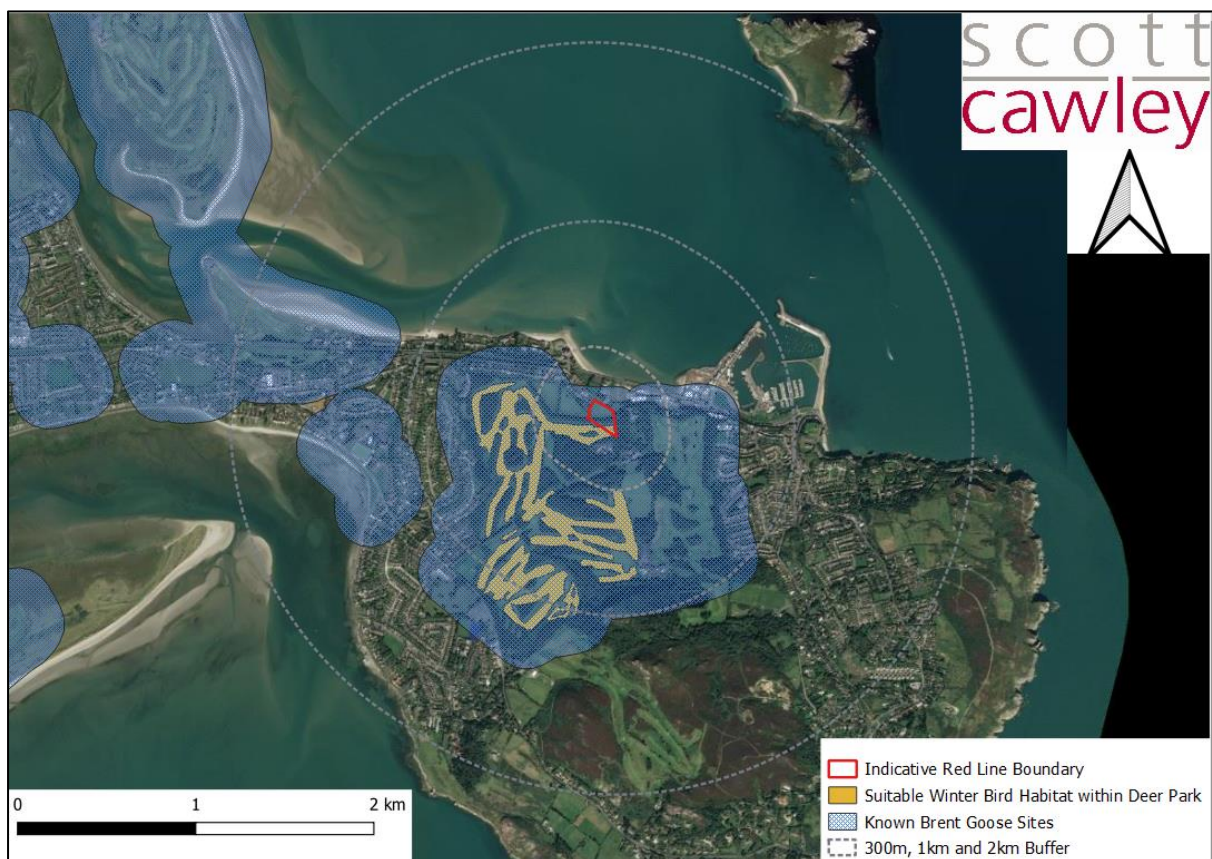 scott
cawley
Indicative Red Line Boundary
Suitable Winter Bird Habitat within Deer Park
Known Brent Goose Sites
300m, 1km and 2km Buffer
0 1 2 km